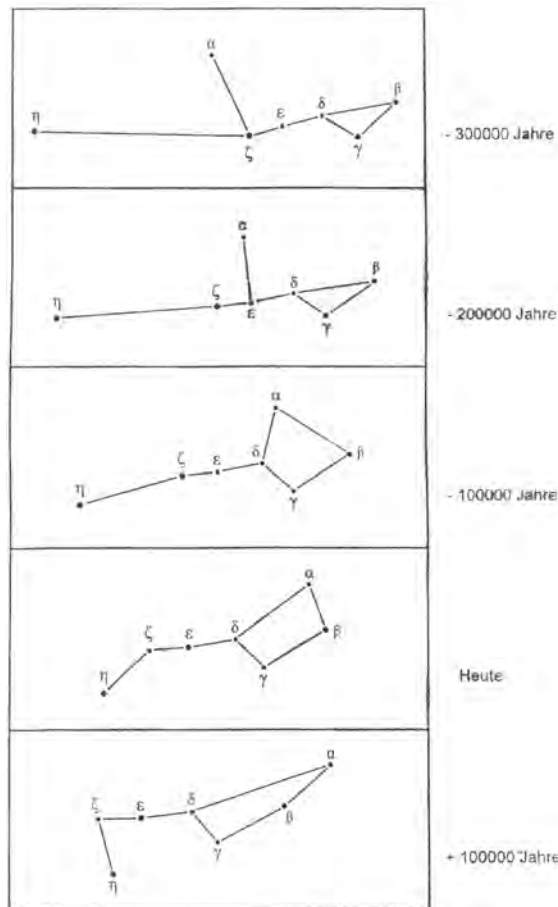 α
β
η
ε
δ
ζ
γ
- 300000 Jahre
α
β
η
ζ
δ
ε
γ
- 200000 Jahre
α
ζ
ε
δ
β
η
γ
- 100000 Jahre
α
ζ
ε
δ
β
η
γ
Heute
α
ζ
ε
δ
β
γ
η
+ 100000 Jahre